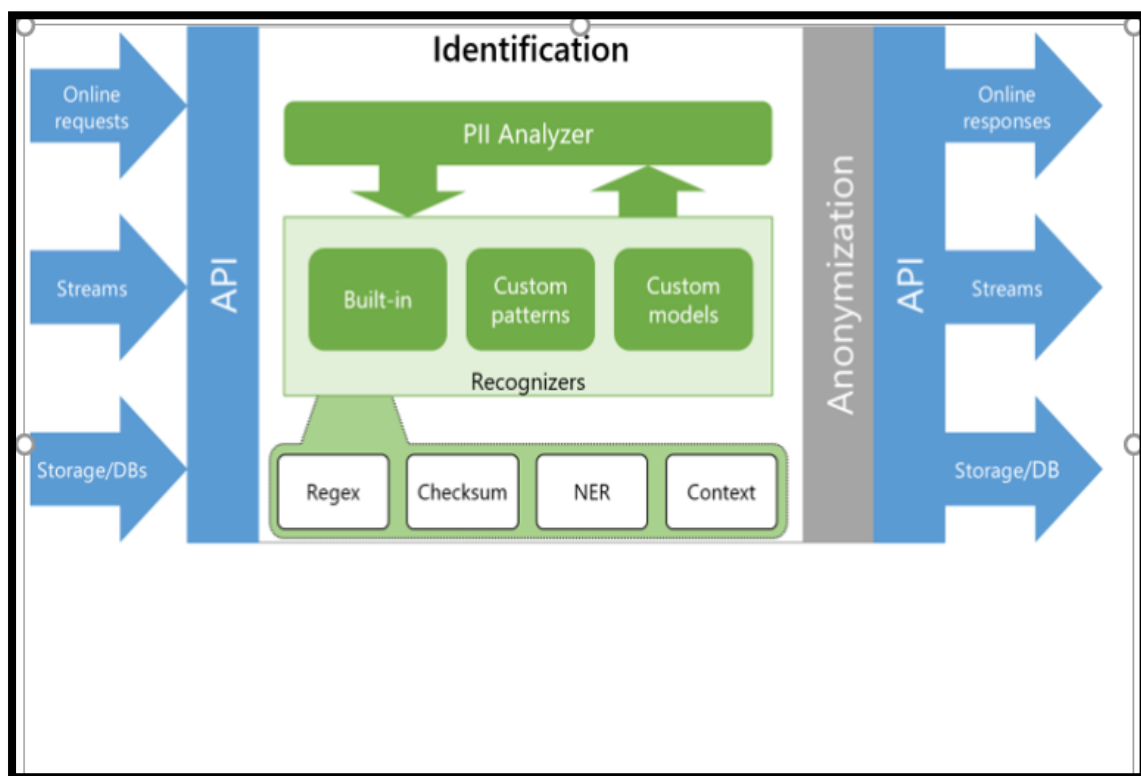 Identification
Online
requests
Streams
Storage/DBs
API
PII Analyzer
Built-in
Custom
patterns
Custom
models
Recognizers
Regex
Checksum
NER
Context
Anonymization
API
Online
responses
Streams
Storage/DB